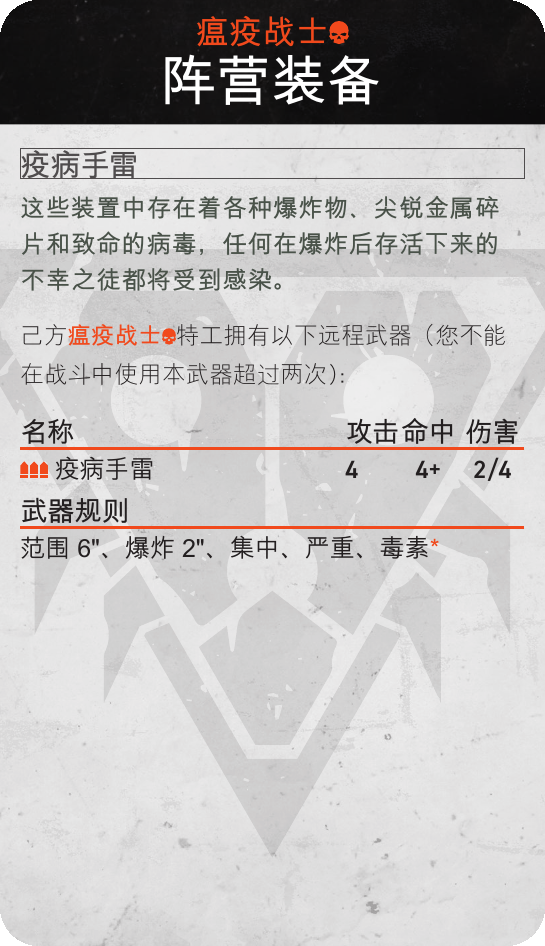 瘟疫战士
阵营装备
疫病手雷
这些装置中存在着各种爆炸物、尖锐金属碎
片和致命的病毒，任何在爆炸后存活下来的
不幸之徒都将受到感染。
己方瘟疫战士特工拥有以下远程武器（您不能
在战斗中使用本武器超过两次）：
名称 攻击 命中 伤害
疫病手雷 4 4+ 2/4
武器规则
范围 6"、爆炸 2"、集中、严重、毒素*